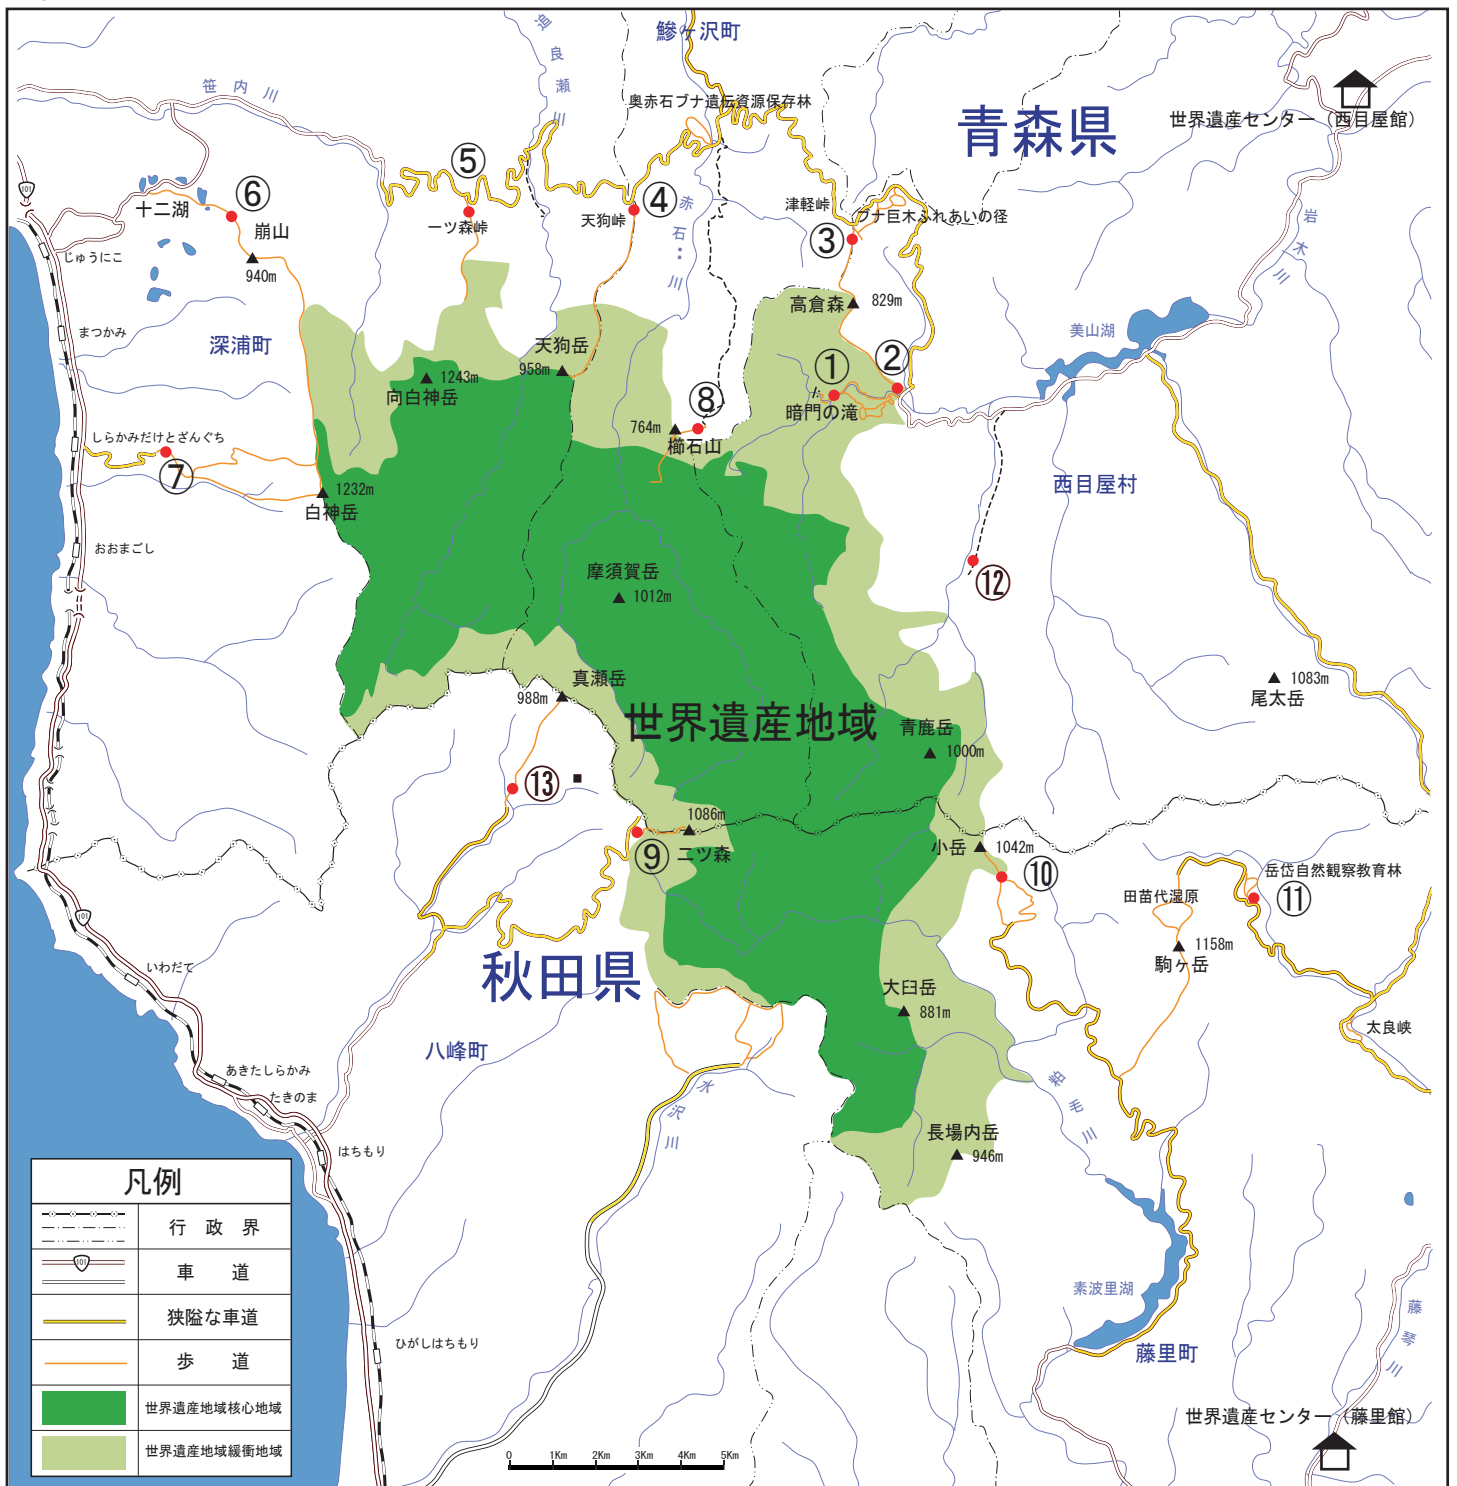 追良瀬川
鰺ヶ沢町
笹内川
奥赤石ブナ遺伝資源保存林
青森県
世界遺産センター（西目屋館）
101
⑤
⑥
④
十二湖
崩山
一ツ森峠
天狗峠
赤石川
津軽峠
ブナ巨木ふれあいの径
③
岩木川
じゅうにこ
940m
高倉森
829m
まつかみ
深浦町
美山湖
天狗岳
958m
1243m
向白神岳
①
②
⑧
暗門の滝
764m
櫛石山
しらかみだけとざんぐち
⑦
1232m
白神岳
西目屋村
おおまごし
摩須賀岳
1012m
⑫
真瀬岳
988m
1083m
尾太岳
世界遺産地域
青鹿岳
1000m
⑬
1086m
⑨
二ツ森
小岳
1042m
⑩
岳岱自然観察教育林
⑪
田苗代湿原
101
1158m
駒ヶ岳
いわだて
秋田県
大臼岳
881m
太良峡
八峰町
あきたしらかみ
たきのま
水沢川
粕毛川
はちもり
長場内岳
946m
素波里湖
藤里町
藤琴川
ひがしはちもり
世界遺産センター（藤里館）
凡例
行政界
101
車道
狭隘な車道
歩道
世界遺産地域核心地域
世界遺産地域緩衝地域
0 1Km 2Km 3Km 4Km 5Km